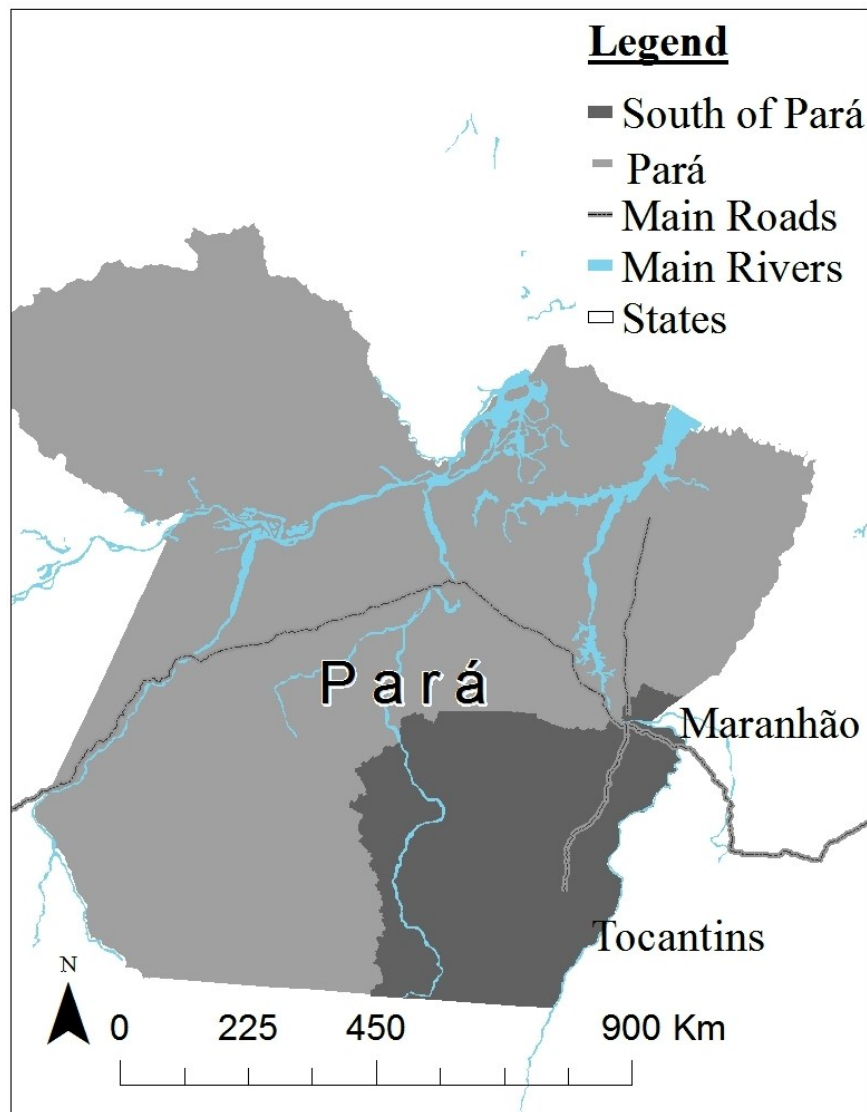 Legend
South of Pará
Pará
Main Roads
Main Rivers
States
Pará
Maranhão
Tocantins
N
0 225 450 900 Km